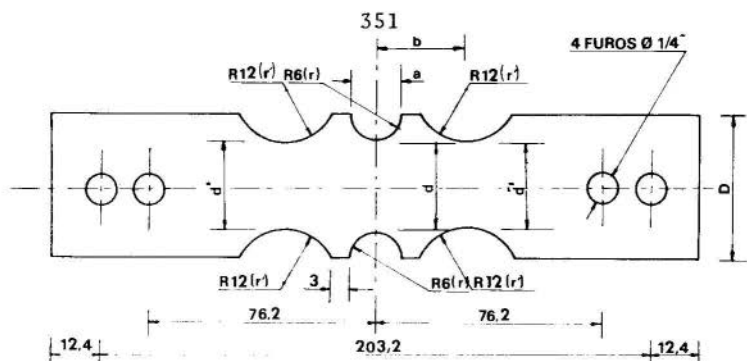 351
b
4 FUROS Ø 1/4"
R12(r') R6(r) a R12(r')
d' d d' D
R12(r') 3 R6(r) R12(r')
76,2 76,2
12,4 203,2 12,4